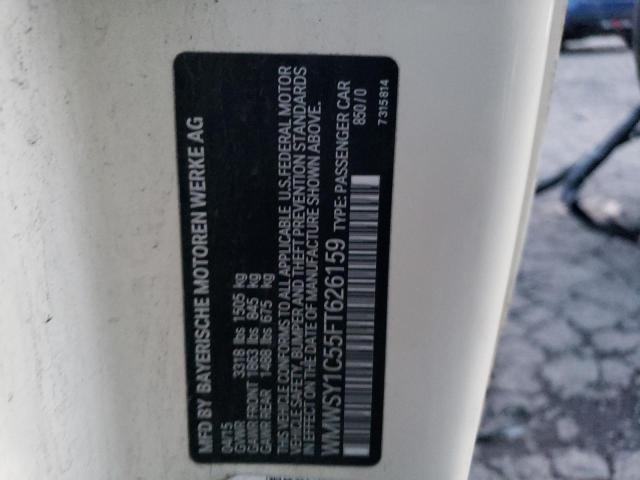 MFD BY BAYERISCHE MOTOREN WERKE AG
04/15
GVWR 3318 lbs 1505 kg
GAWR FRONT 1863 lbs 845 kg
GAWR REAR 1488 lbs 675 kg
THIS VEHICLE CONFORMS TO ALL APPLICABLE U.S. FEDERAL MOTOR
VEHICLE SAFETY, BUMPER AND THEFT PREVENTION STANDARDS
IN EFFECT ON THE DATE OF MANUFACTURE SHOWN ABOVE.
WMWSY1C55FT626159 TYPE: PASSENGER CAR
850/0
7315814